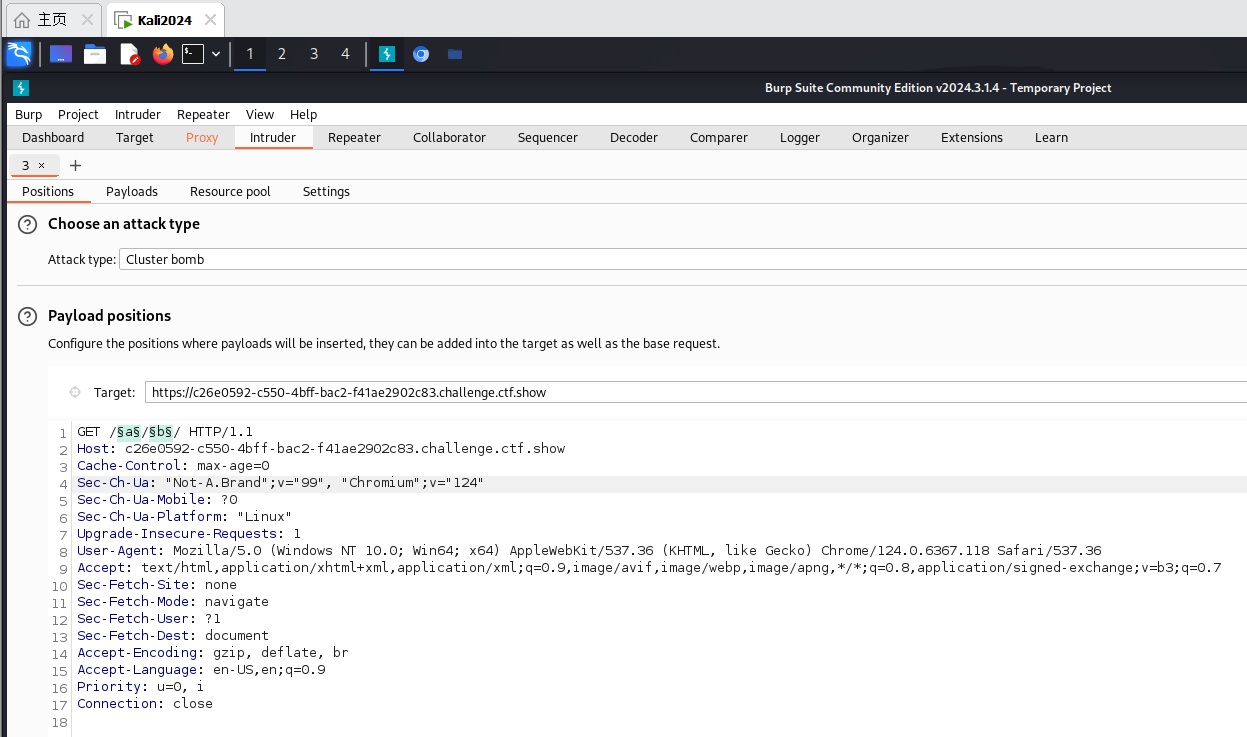 主页
Kali2024
1 2 3 4
Burp Suite Community Edition v2024.3.1.4 - Temporary Project
Burp Project Intruder Repeater View Help
Dashboard Target Proxy Intruder Repeater Collaborator Sequencer Decoder Comparer Logger Organizer Extensions Learn
3 × +
Positions Payloads Resource pool Settings
? Choose an attack type
Attack type: Cluster bomb
? Payload positions
Configure the positions where payloads will be inserted, they can be added into the target as well as the base request.
Target: https://c26e0592-c550-4bff-bac2-f41ae2902c83.challenge.ctf.show
1 GET /§a§/§b§/ HTTP/1.1
2 Host: c26e0592-c550-4bff-bac2-f41ae2902c83.challenge.ctf.show
3 Cache-Control: max-age=0
4 Sec-Ch-Ua: "Not-A.Brand";v="99", "Chromium";v="124"
5 Sec-Ch-Ua-Mobile: ?0
6 Sec-Ch-Ua-Platform: "Linux"
7 Upgrade-Insecure-Requests: 1
8 User-Agent: Mozilla/5.0 (Windows NT 10.0; Win64; x64) AppleWebKit/537.36 (KHTML, like Gecko) Chrome/124.0.6367.118 Safari/537.36
9 Accept: text/html,application/xhtml+xml,application/xml;q=0.9,image/avif,image/webp,image/apng,*/*;q=0.8,application/signed-exchange;v=b3;q=0.7
10 Sec-Fetch-Site: none
11 Sec-Fetch-Mode: navigate
12 Sec-Fetch-User: ?1
13 Sec-Fetch-Dest: document
14 Accept-Encoding: gzip, deflate, br
15 Accept-Language: en-US,en;q=0.9
16 Priority: u=0, i
17 Connection: close
18